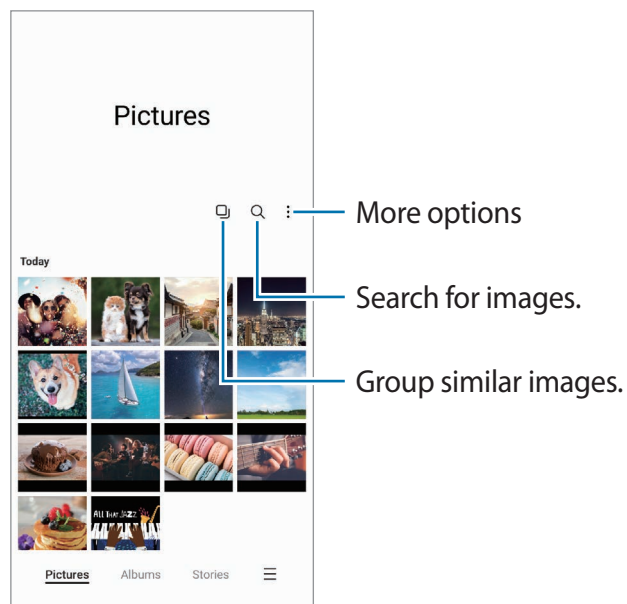 Pictures
More options
Today
Search for images.
Group similar images.
ALL THAT JAZZ
Pictures Albums Stories